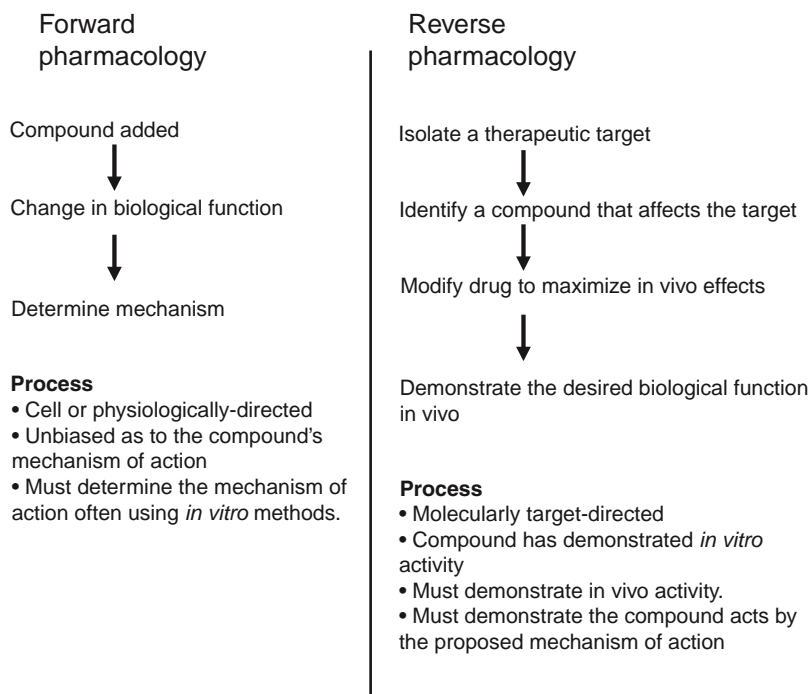 Forward
pharmacology
Compound added
Change in biological function
Determine mechanism
Process
• Cell or physiologically-directed
• Unbiased as to the compound's
mechanism of action
• Must determine the mechanism of
action often using in vitro methods.
Reverse
pharmacology
Isolate a therapeutic target
Identify a compound that affects the target
Modify drug to maximize in vivo effects
Demonstrate the desired biological function
in vivo
Process
• Molecularly target-directed
• Compound has demonstrated in vitro
activity
• Must demonstrate in vivo activity.
• Must demonstrate the compound acts by
the proposed mechanism of action